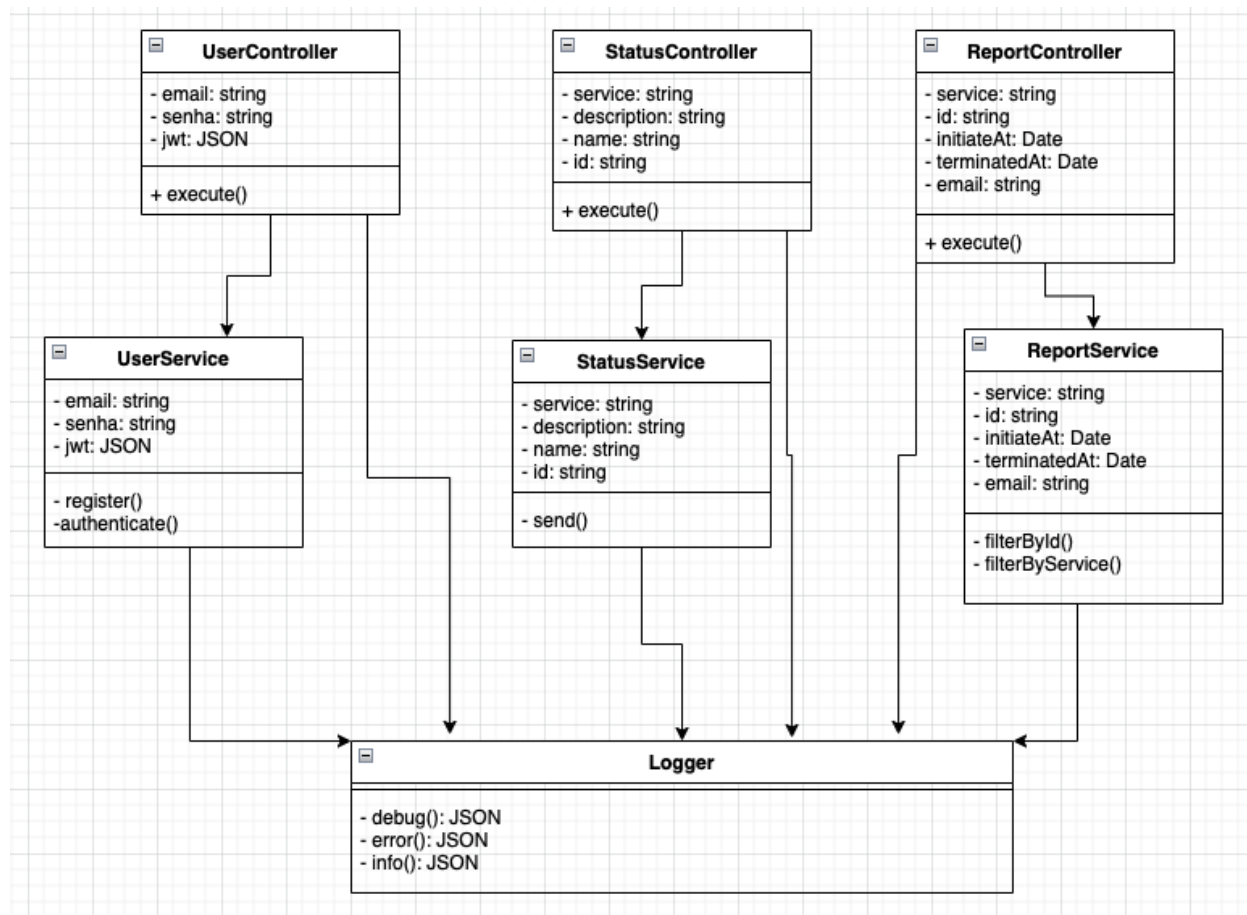 UserController
- email: string
- senha: string
- jwt: JSON
+ execute()
StatusController
- service: string
- description: string
- name: string
- id: string
+ execute()
ReportController
- service: string
- id: string
- initiateAt: Date
- terminatedAt: Date
- email: string
+ execute()
UserService
- email: string
- senha: string
- jwt: JSON
- register()
-authenticate()
StatusService
- service: string
- description: string
- name: string
- id: string
- send()
ReportService
- service: string
- id: string
- initiateAt: Date
- terminatedAt: Date
- email: string
- filterById()
- filterByService()
Logger
- debug(): JSON
- error(): JSON
- info(): JSON